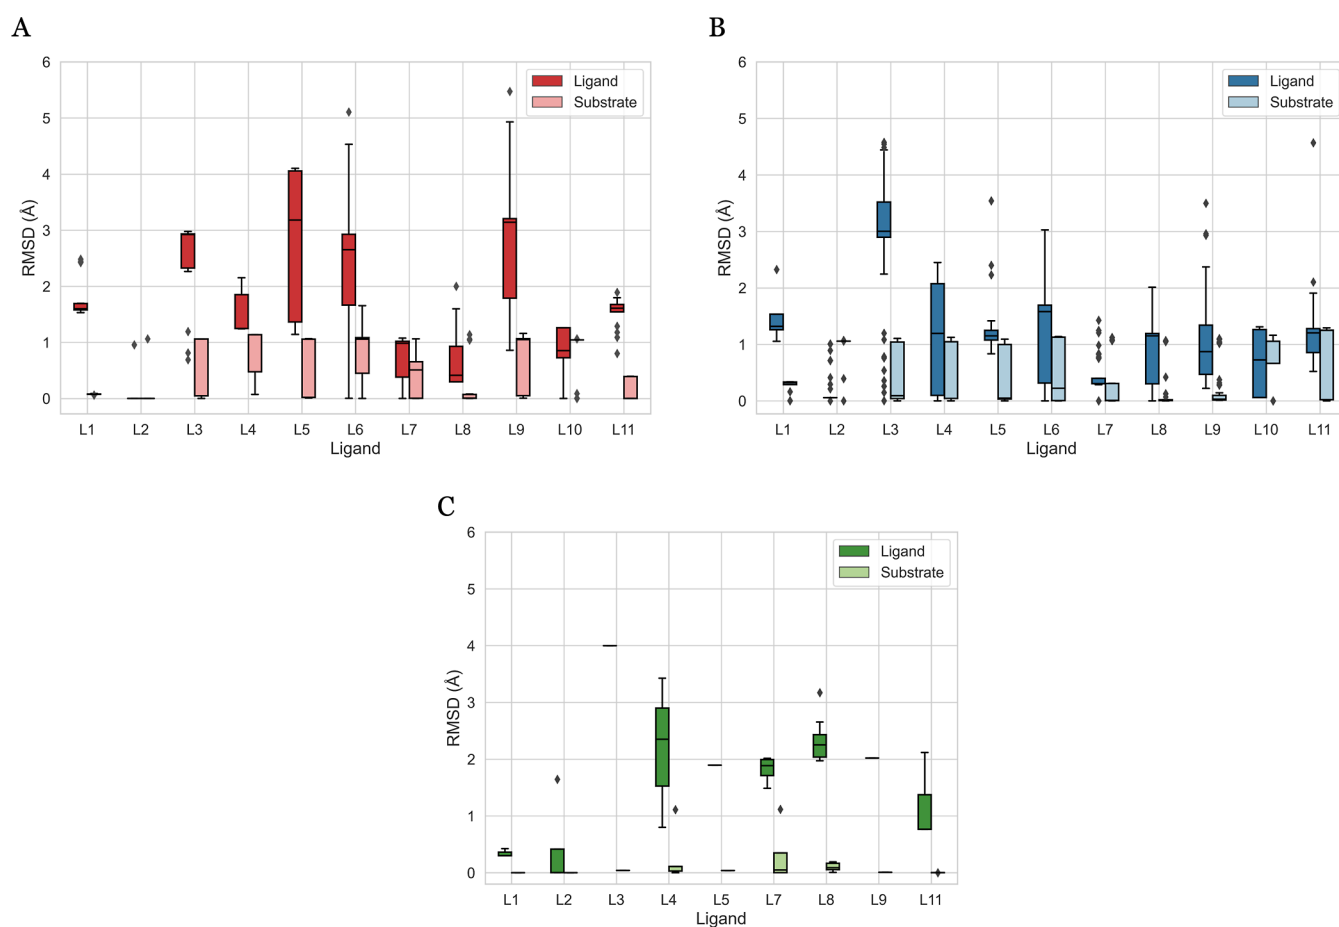 A
6
5
4
3
2
1
0
RMSD (Å)
Ligand
Substrate
L1 L2 L3 L4 L5 L6 L7 L8 L9 L10 L11
Ligand
B
6
5
4
3
2
1
0
RMSD (Å)
Ligand
Substrate
L1 L2 L3 L4 L5 L6 L7 L8 L9 L10 L11
Ligand
C
6
5
4
3
2
1
0
RMSD (Å)
Ligand
Substrate
L1 L2 L3 L4 L5 L7 L8 L9 L11
Ligand